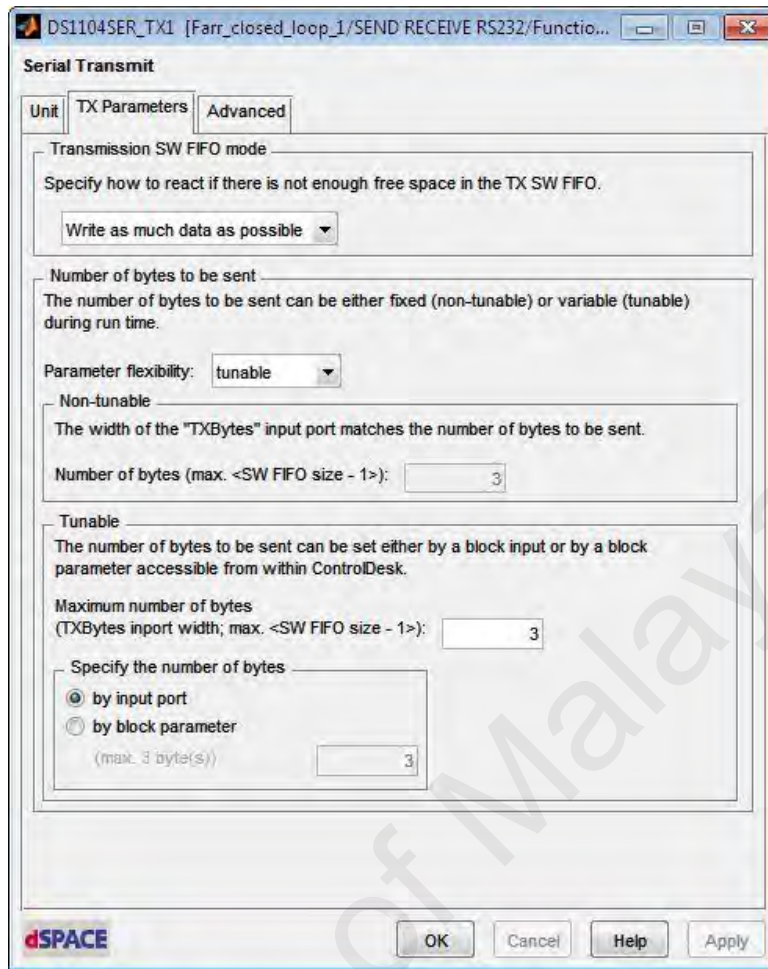 DS1104SER_TX1 [Farr_closed_loop_1/SEND RECEIVE RS232/Functio...
Serial Transmit
Unit TX Parameters Advanced
Transmission SW FIFO mode
Specify how to react if there is not enough free space in the TX SW FIFO.
Write as much data as possible
Number of bytes to be sent
The number of bytes to be sent can be either fixed (non-tunable) or variable (tunable)
during run time.
Parameter flexibility: tunable
Non-tunable
The width of the "TXBytes" input port matches the number of bytes to be sent.
Number of bytes (max. <SW FIFO size - 1>): 3
Tunable
The number of bytes to be sent can be set either by a block input or by a block
parameter accessible from within ControlDesk.
Maximum number of bytes
(TXBytes inport width; max. <SW FIFO size - 1>): 3
Specify the number of bytes
by input port
by block parameter
(max. 3 byte(s)) 3
of Malay
dSPACE OK Cancel Help Apply